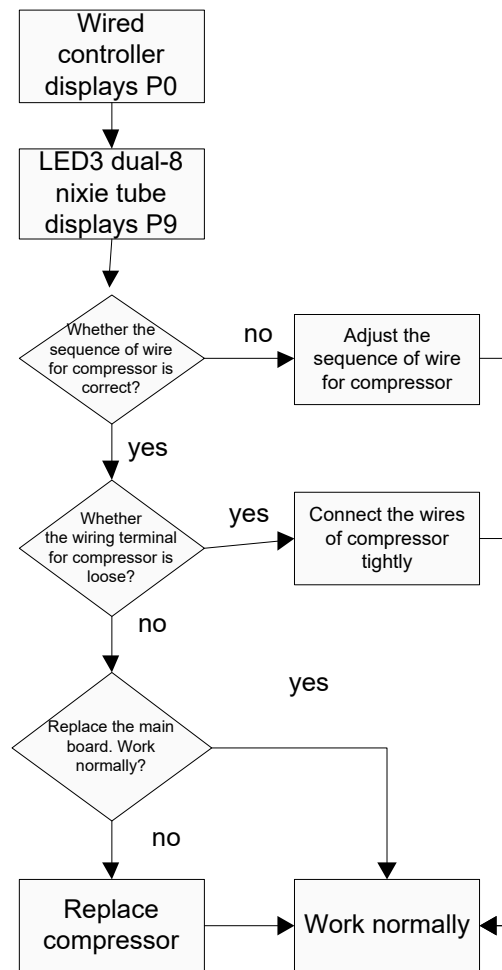 Wired
controller
displays P0
LED3 dual-8
nixie tube
displays P9
Whether the
sequence of wire
for compressor is
correct?
no
Adjust the
sequence of wire
for compressor
yes
Whether
the wiring terminal
for compressor is
loose?
yes
Connect the wires
of compressor
tightly
no
yes
Replace the main
board. Work
normally?
no
Replace
compressor
Work normally